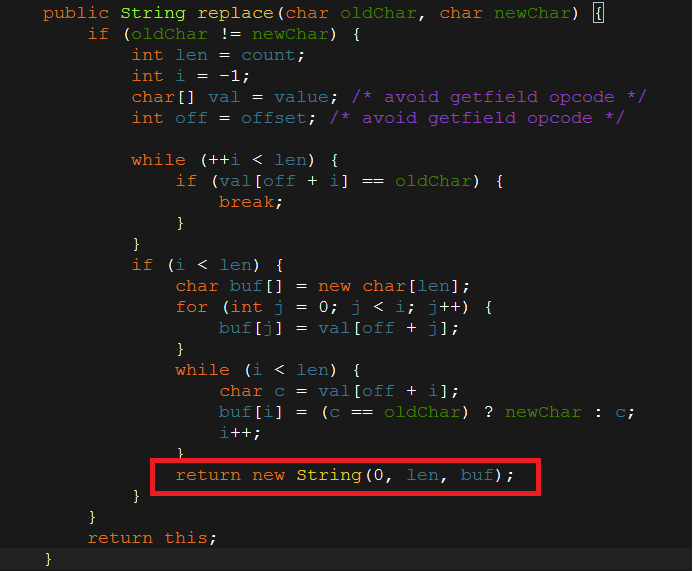 public String replace(char oldChar, char newChar) {
if (oldChar != newChar) {
int len = count;
int i = -1;
char[] val = value; /* avoid getfield opcode */
int off = offset; /* avoid getfield opcode */
while (++i < len) {
if (val[off + i] == oldChar) {
break;
}
}
if (i < len) {
char buf[] = new char[len];
for (int j = 0; j < i; j++) {
buf[j] = val[off + j];
}
while (i < len) {
char c = val[off + i];
buf[i] = (c == oldChar) ? newChar : c;
i++;
}
return new String(0, len, buf);
}
}
return this;
}